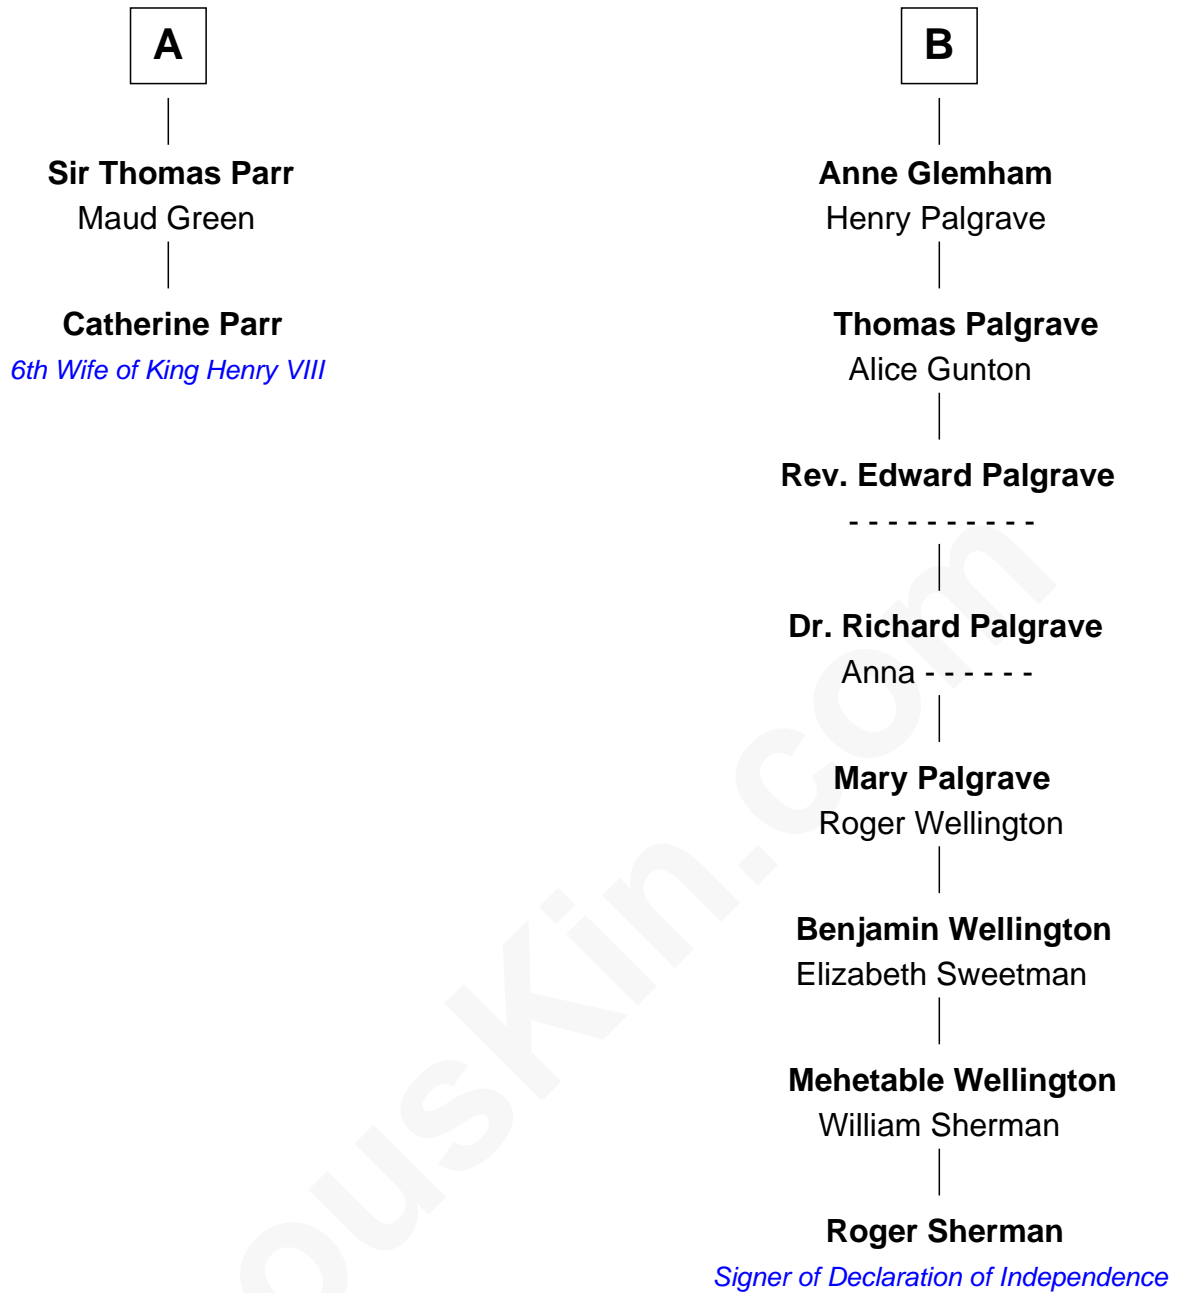 A
Sir Thomas Parr
Maud Green
Catherine Parr
6th Wife of King Henry VIII
B
Anne Glemham
Henry Palgrave
Thomas Palgrave
Alice Gunton
Rev. Edward Palgrave
- - - - - - - - - -
Dr. Richard Palgrave
Anna - - - - - -
Mary Palgrave
Roger Wellington
Benjamin Wellington
Elizabeth Sweetman
Mehetable Wellington
William Sherman
Roger Sherman
Signer of Declaration of Independence
ousKin.com